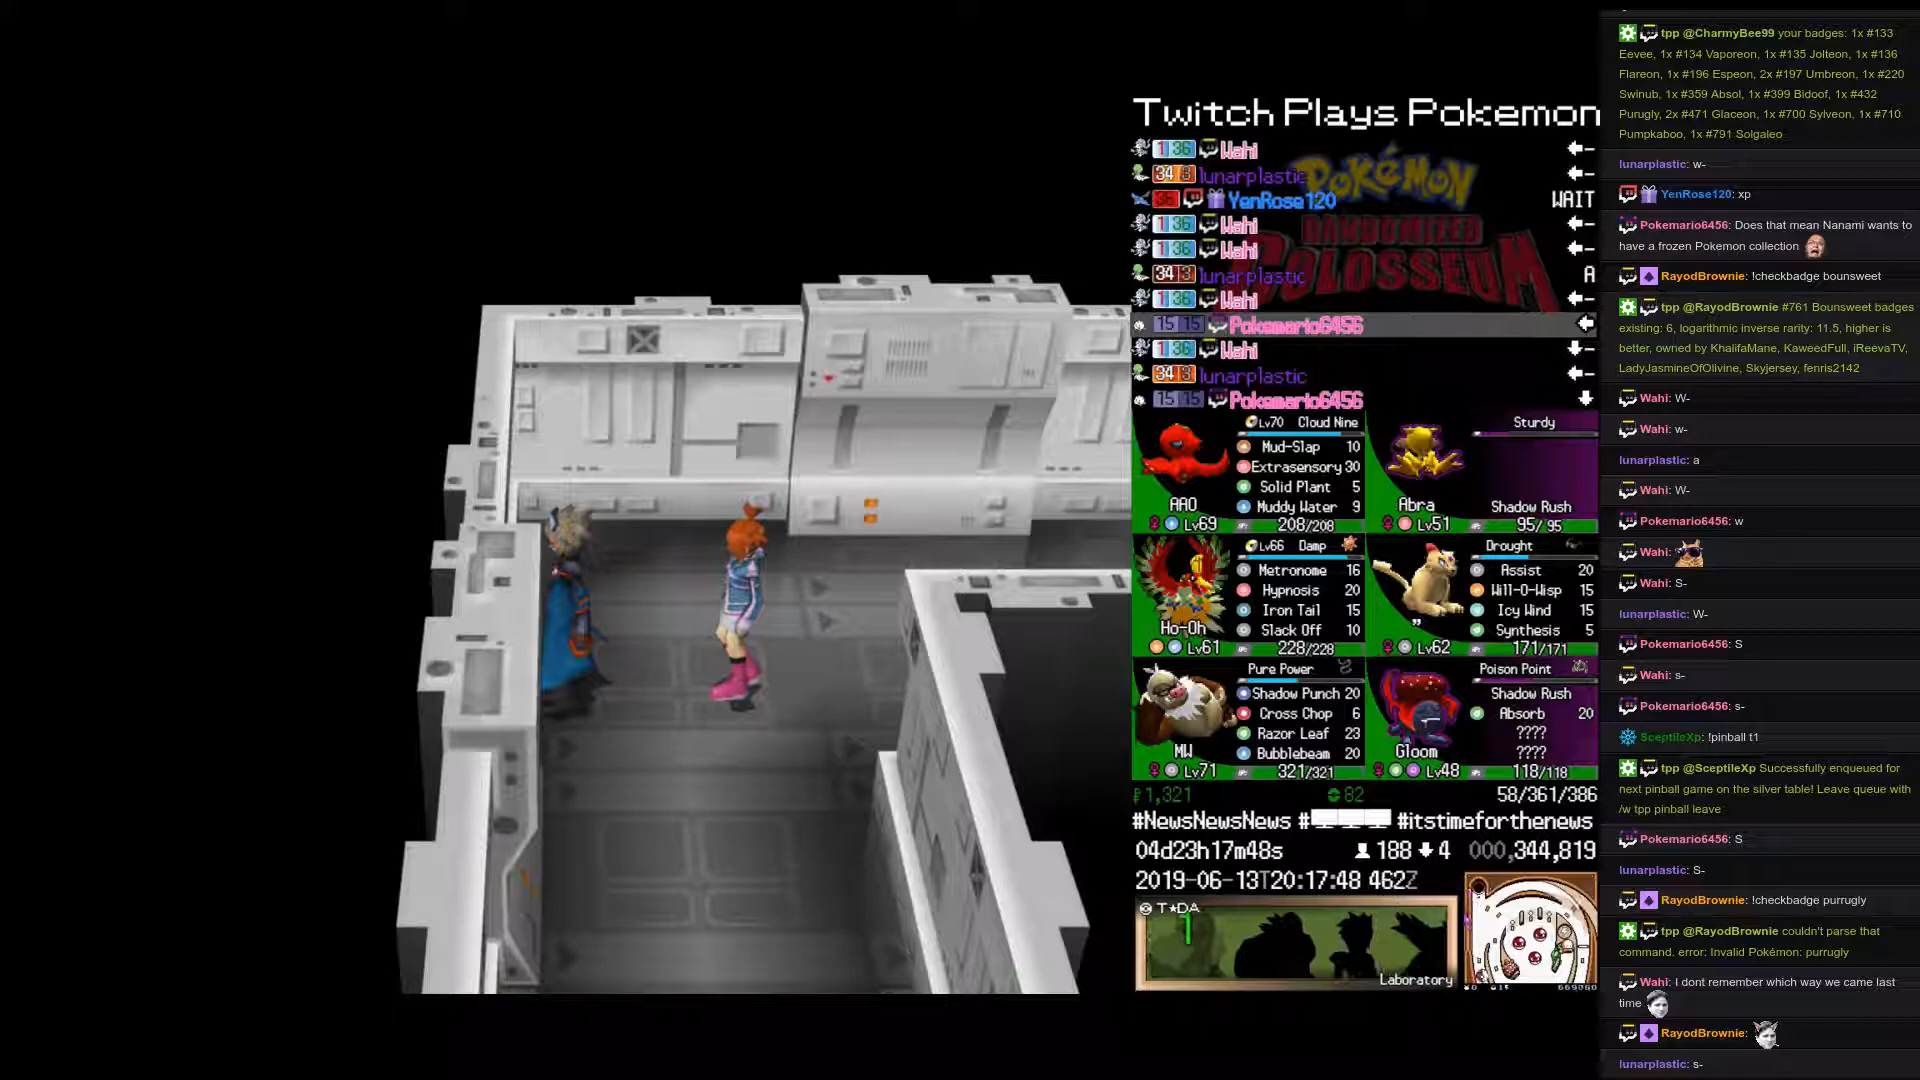 Twitch Plays Pokemon
1 36 Wahi
34 8 lunarplastic
36 YenRose120 WAIT
1 36 Wahi
1 36 Wahi
34 3 lunarplastic A
1 36 Wahi
15 15 Pokemario6456
1 36 Wahi
34 8 lunarplastic
15 15 Pokemario6456
POKéMON
RANDOMIZED
COLOSSEUM
Lv70 Cloud Nine
Mud-Slap 10
Extrasensory 30
Solid Plant 5
Muddy Water 9
AAO
Lv69 208/208
Sturdy
Shadow Rush
Abra
Lv51 95/95
Lv66 Damp
Metronome 16
Hypnosis 20
Iron Tail 15
Slack Off 10
Ho-Oh
Lv61 228/228
Drought
Assist 20
Will-O-Wisp 15
Icy Wind 15
Synthesis 5
"
Lv62 171/171
Pure Power
Shadow Punch 20
Cross Chop 6
Razor Leaf 23
Bubblebeam 20
MW
Lv71 321/321
Poison Point
Shadow Rush
Absorb 20
????
????
Gloom
Lv48 118/118
₽1,321 82 58/361/386
#NewsNewsNews # #itstimeforthenews
04d23h17m48s 188 4 000,344,819
2019-06-13T20:17:48 462Z
T★DA
1
Laboratory
tpp @CharmyBee99 your badges: 1x #133
Eevee, 1x #134 Vaporeon, 1x #135 Jolteon, 1x #136
Flareon, 1x #196 Espeon, 2x #197 Umbreon, 1x #220
Swinub, 1x #359 Absol, 1x #399 Bidoof, 1x #432
Purugly, 2x #471 Glaceon, 1x #700 Sylveon, 1x #710
Pumpkaboo, 1x #791 Solgaleo
lunarplastic: w-
YenRose120: xp
Pokemario6456: Does that mean Nanami wants to
have a frozen Pokemon collection
RayodBrownie: !checkbadge bounsweet
tpp @RayodBrownie #761 Bounsweet badges
existing: 6, logarithmic inverse rarity: 11.5, higher is
better, owned by KhalifaMane, KaweedFull, iReevaTV,
LadyJasmineOfOlivine, Skyjersey, fenris2142
Wahi: W-
Wahi: w-
lunarplastic: a
Wahi: W-
Pokemario6456: w
Wahi:
Wahi: S-
lunarplastic: W-
Pokemario6456: S
Wahi: s-
Pokemario6456: s-
SceptileXp: !pinball t1
tpp @SceptileXp Successfully enqueued for
next pinball game on the silver table! Leave queue with
/w tpp pinball leave
Pokemario6456: S
lunarplastic: S-
RayodBrownie: !checkbadge purrugly
tpp @RayodBrownie couldn't parse that
command. error: Invalid Pokémon: purrugly
Wahi: I dont remember which way we came last
time
RayodBrownie:
lunarplastic: s-